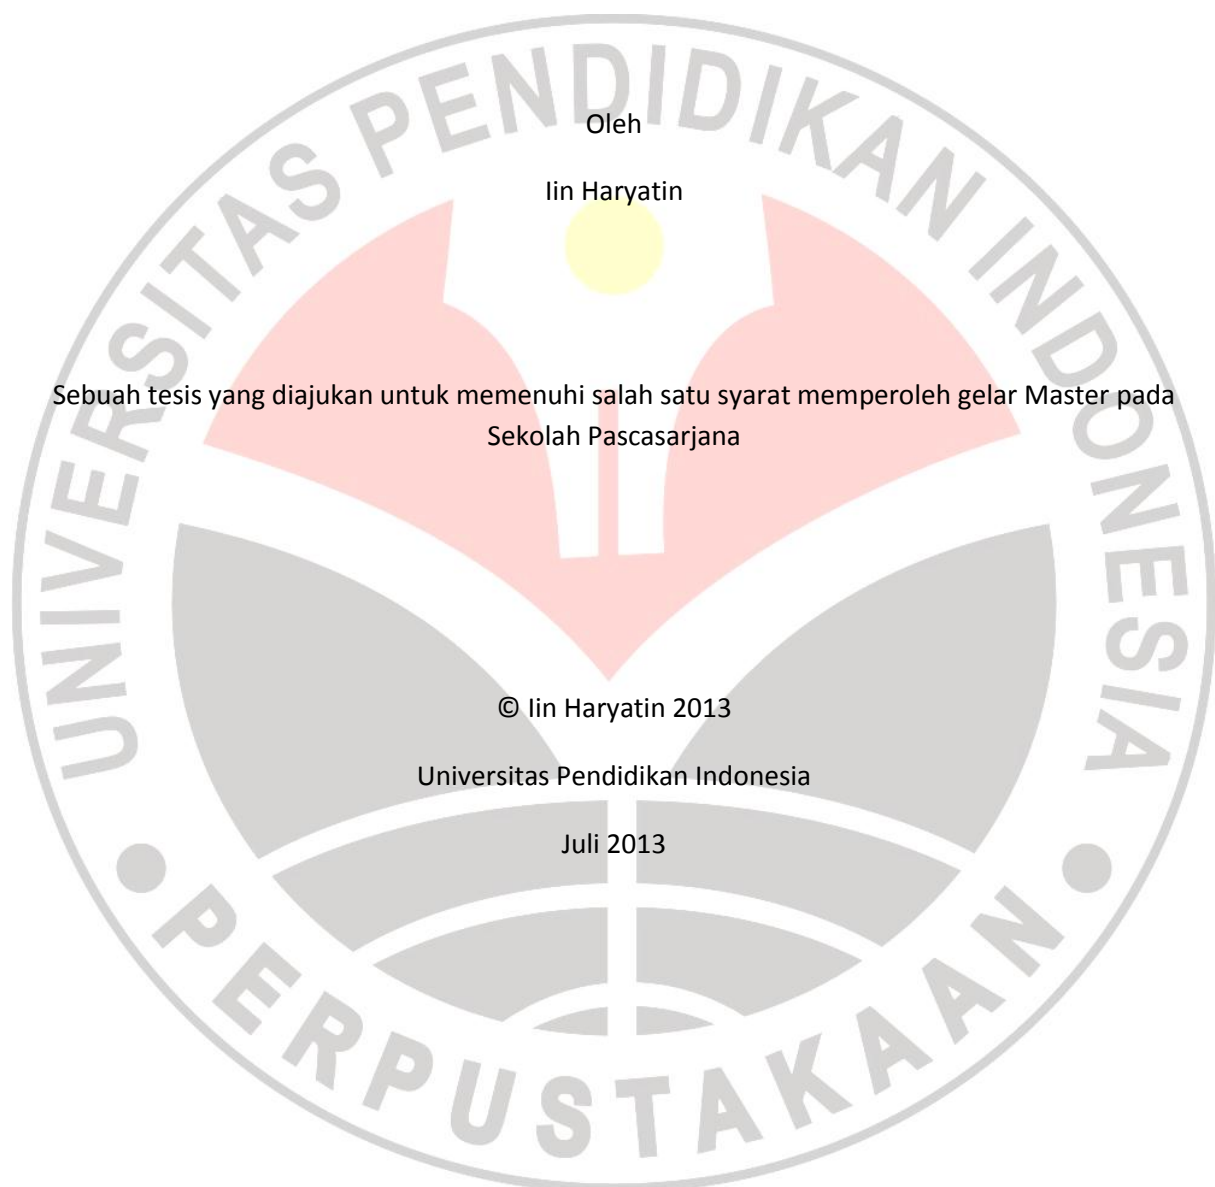 Oleh
Iin Haryatin
Sebuah tesis yang diajukan untuk memenuhi salah satu syarat memperoleh gelar Master pada
Sekolah Pascasarjana
© Iin Haryatin 2013
Universitas Pendidikan Indonesia
Juli 2013
UNIVERSITAS PENDIDIKAN INDONESIA
PERPUSTAKAAN